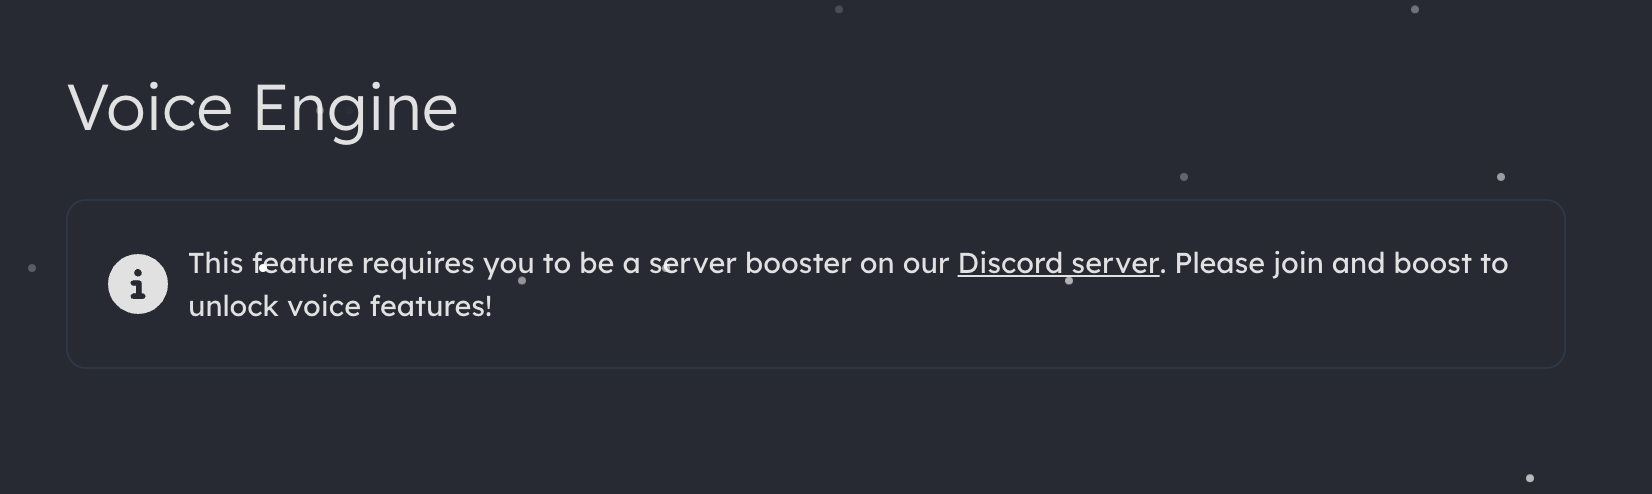 Voice Engine
This feature requires you to be a server booster on our Discord server. Please join and boost to
unlock voice features!